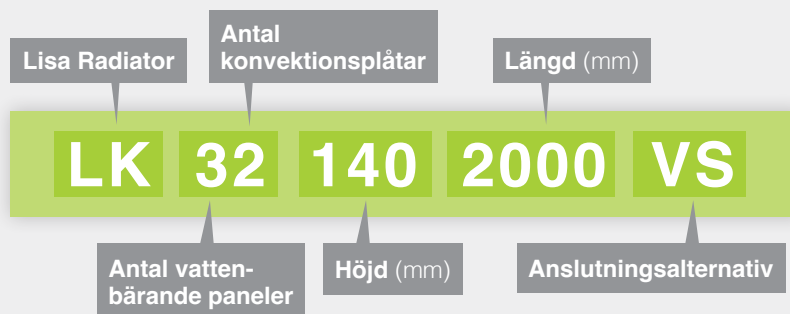 Lisa Radiator
Antal
konvektionsplåtar
Längd (mm)
LK 32 140 2000 VS
Antal vatten-
bärande paneler
Höjd (mm)
Anslutningsalternativ